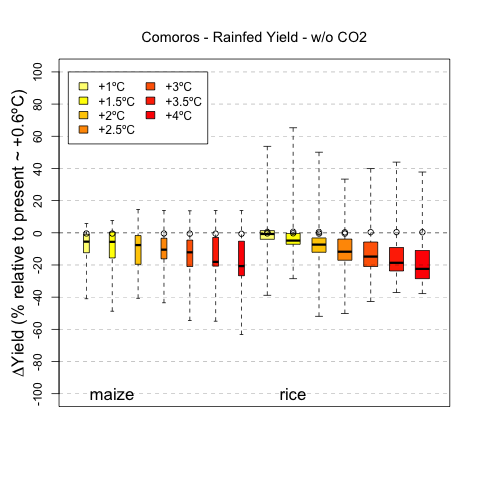 Comoros - Rainfed Yield - w/o CO2
ΔYield (% relative to present ~ +0.6ºC)
100
80
60
40
20
0
-20
-40
-60
-80
-100
+1ºC
+1.5ºC
+2ºC
+2.5ºC
+3ºC
+3.5ºC
+4ºC
maize
rice